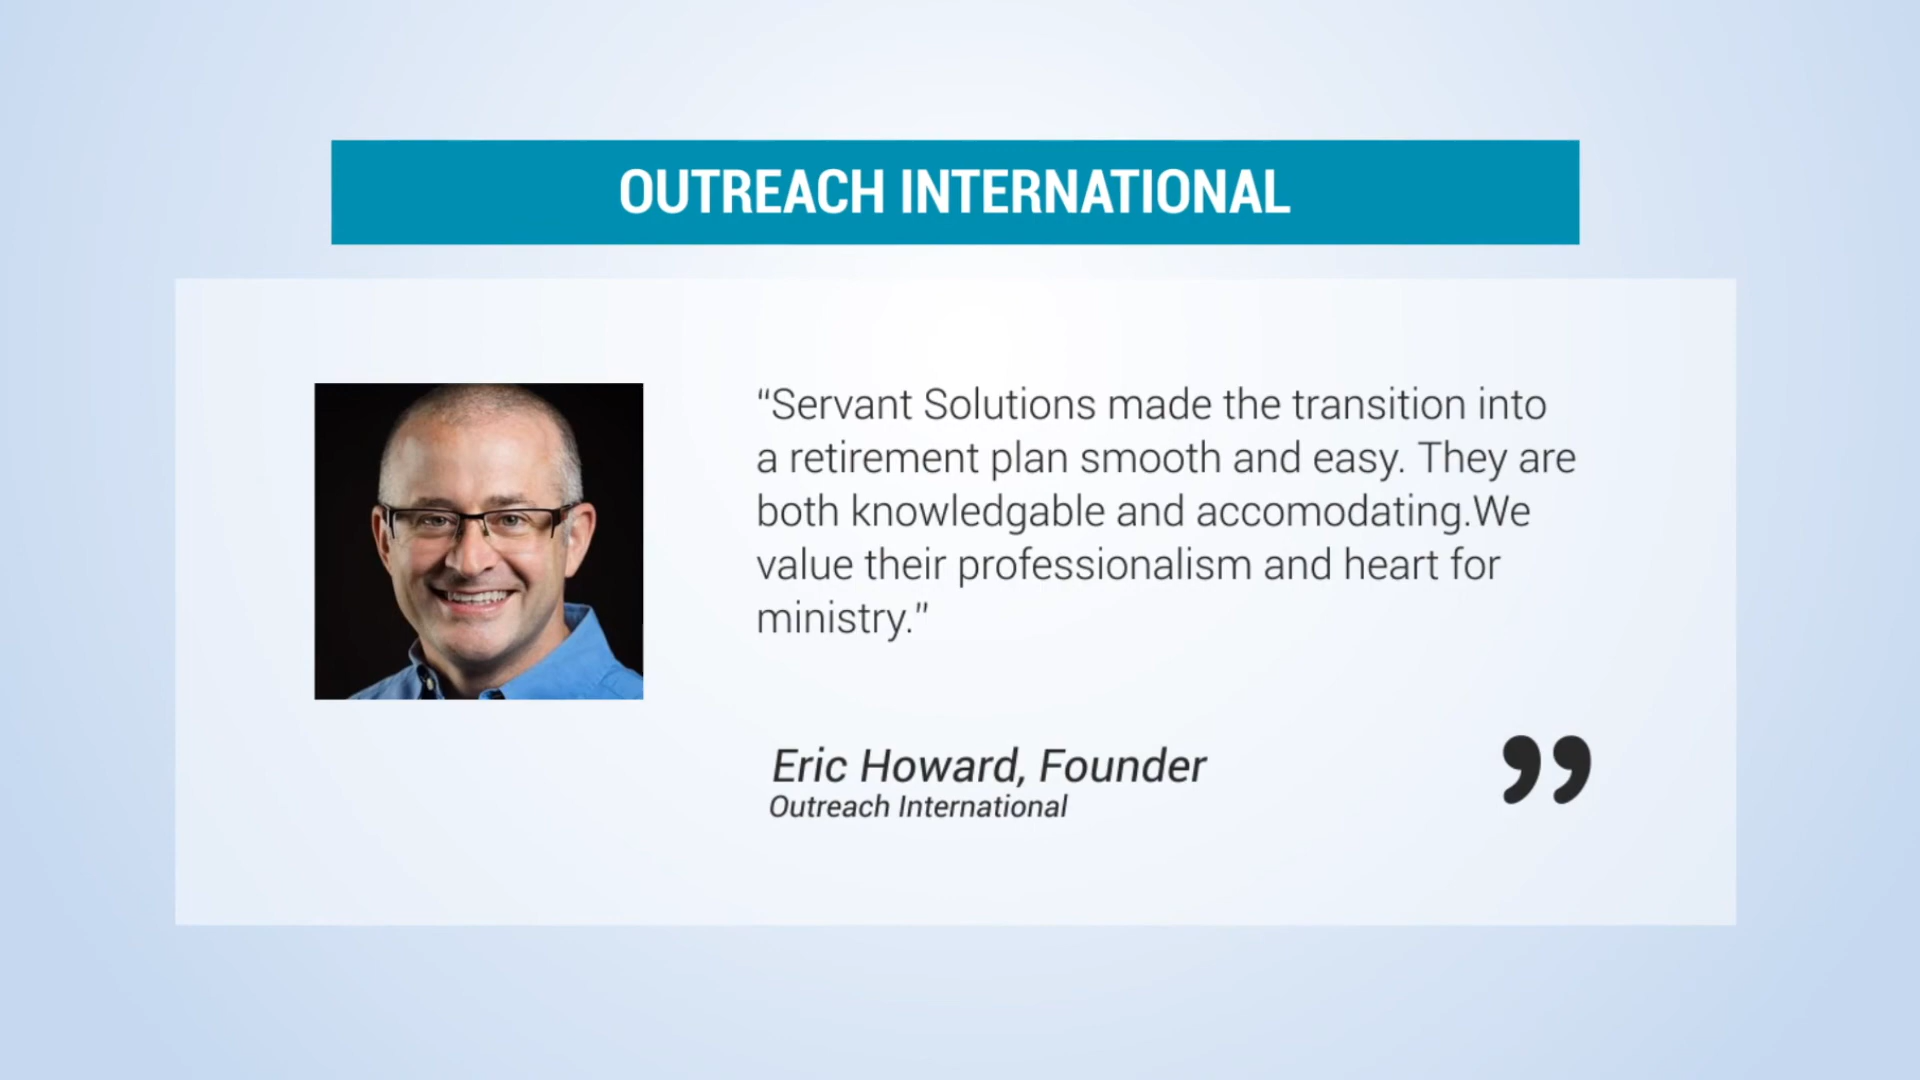 OUTREACH INTERNATIONAL
“Servant Solutions made the transition into
a retirement plan smooth and easy. They are
both knowledgable and accomodating.We
value their professionalism and heart for
ministry.”
Eric Howard, Founder
Outreach International
”